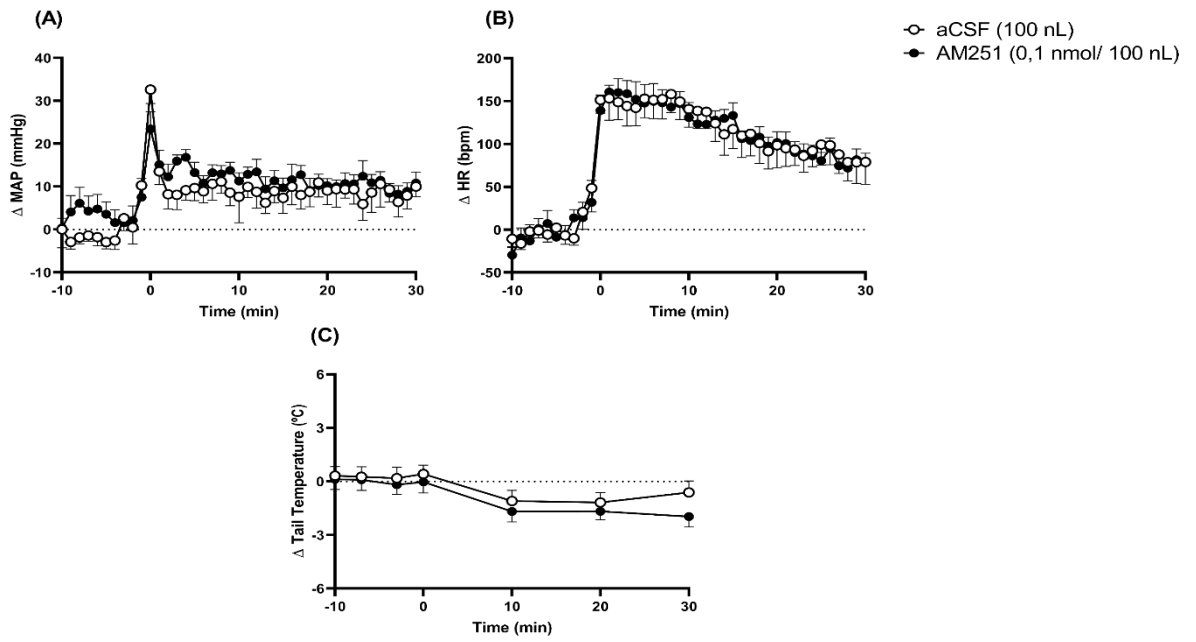 (A)
Δ MAP (mmHg)
40
30
20
10
0
-10
-10
0
10
20
30
Time (min)
(B)
Δ HR (bpm)
200
150
100
50
0
-50
-10
0
10
20
30
Time (min)
aCSF (100 nL)
AM251 (0,1 nmol/ 100 nL)
(C)
Δ Tail Temperature (ºC)
6
3
0
-3
-6
-10
0
10
20
30
Time (min)